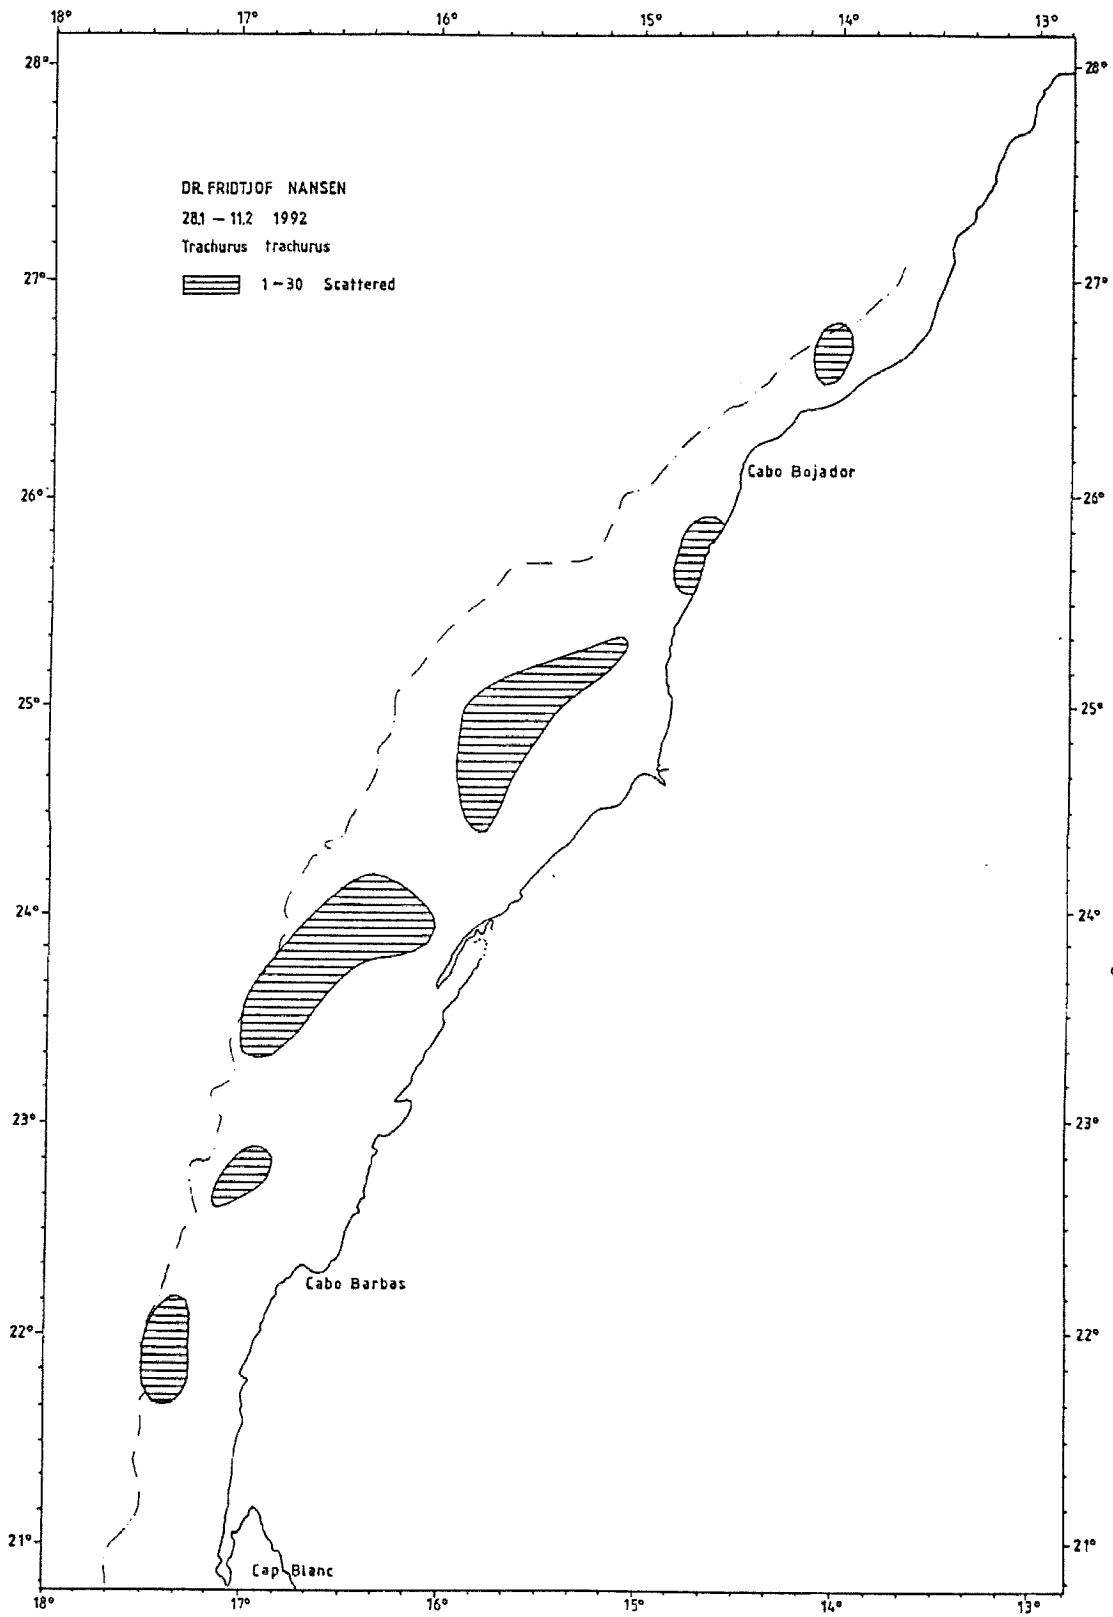 18° 17° 16° 15° 14° 13°
28° 28°
DR. FRIDTJOF NANSEN
28.1 – 11.2 1992
Trachurus trachurus
27° 1–30 Scattered 27°
Cabo Bojador
26° 26°
25° 25°
24° 24°
23° 23°
Cabo Barbas
22° 22°
21° 21°
Cap Blanc
18° 17° 16° 15° 14° 13°